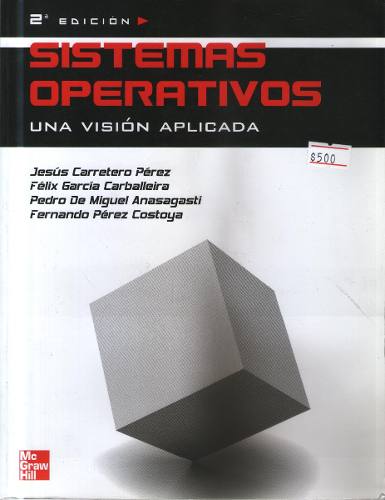 2ª EDICIÓN
SISTEMAS
OPERATIVOS
UNA VISIÓN APLICADA
$500
Jesús Carretero Pérez
Félix García Carballeira
Pedro De Miguel Anasagasti
Fernando Pérez Costoya
Mc
Graw
Hill